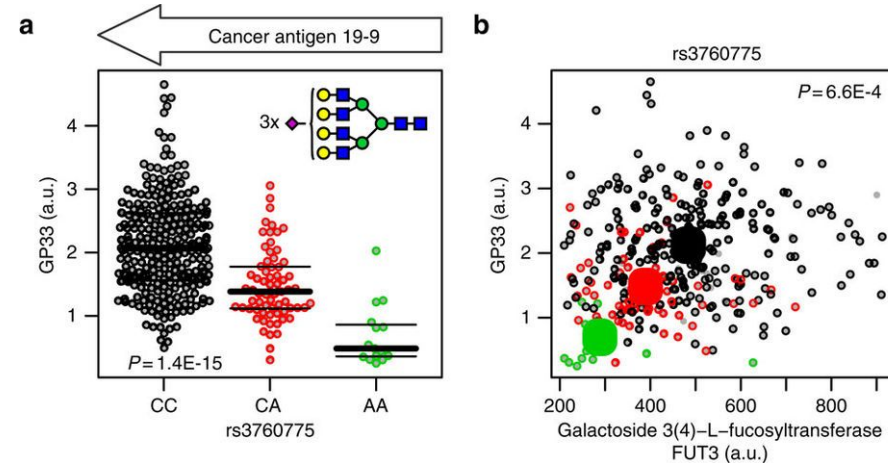 a
Cancer antigen 19-9
GP33 (a.u.)
4
3
2
1
3x
P=1.4E-15
CC
CA
AA
rs3760775
b
rs3760775
P=6.6E-4
GP33 (a.u.)
4
3
2
1
200
400
600
800
Galactoside 3(4)–L–fucosyltransferase
FUT3 (a.u.)